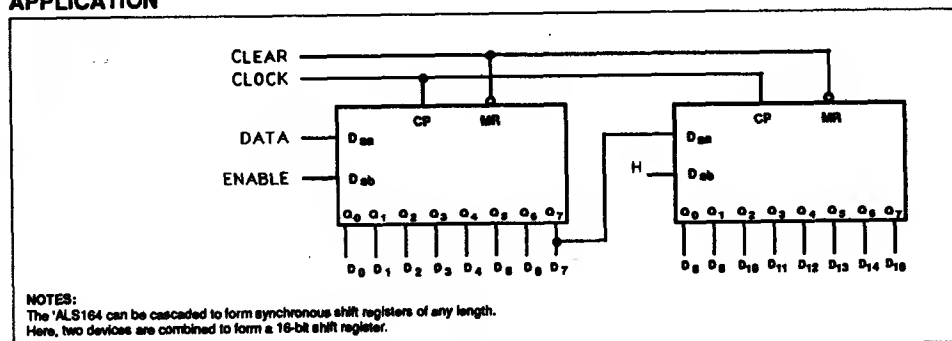 APPLICATION
CLEAR
CLOCK
CP MR CP MR
DATA Dsa Dsa
ENABLE Dsb H Dsb
Q0 Q1 Q2 Q3 Q4 Q5 Q6 Q7 Q0 Q1 Q2 Q3 Q4 Q5 Q6 Q7
D0 D1 D2 D3 D4 D5 D6 D7 D8 D9 D10 D11 D12 D13 D14 D15
NOTES:
The 'ALS164 can be cascaded to form synchronous shift registers of any length.
Here, two devices are combined to form a 16-bit shift register.